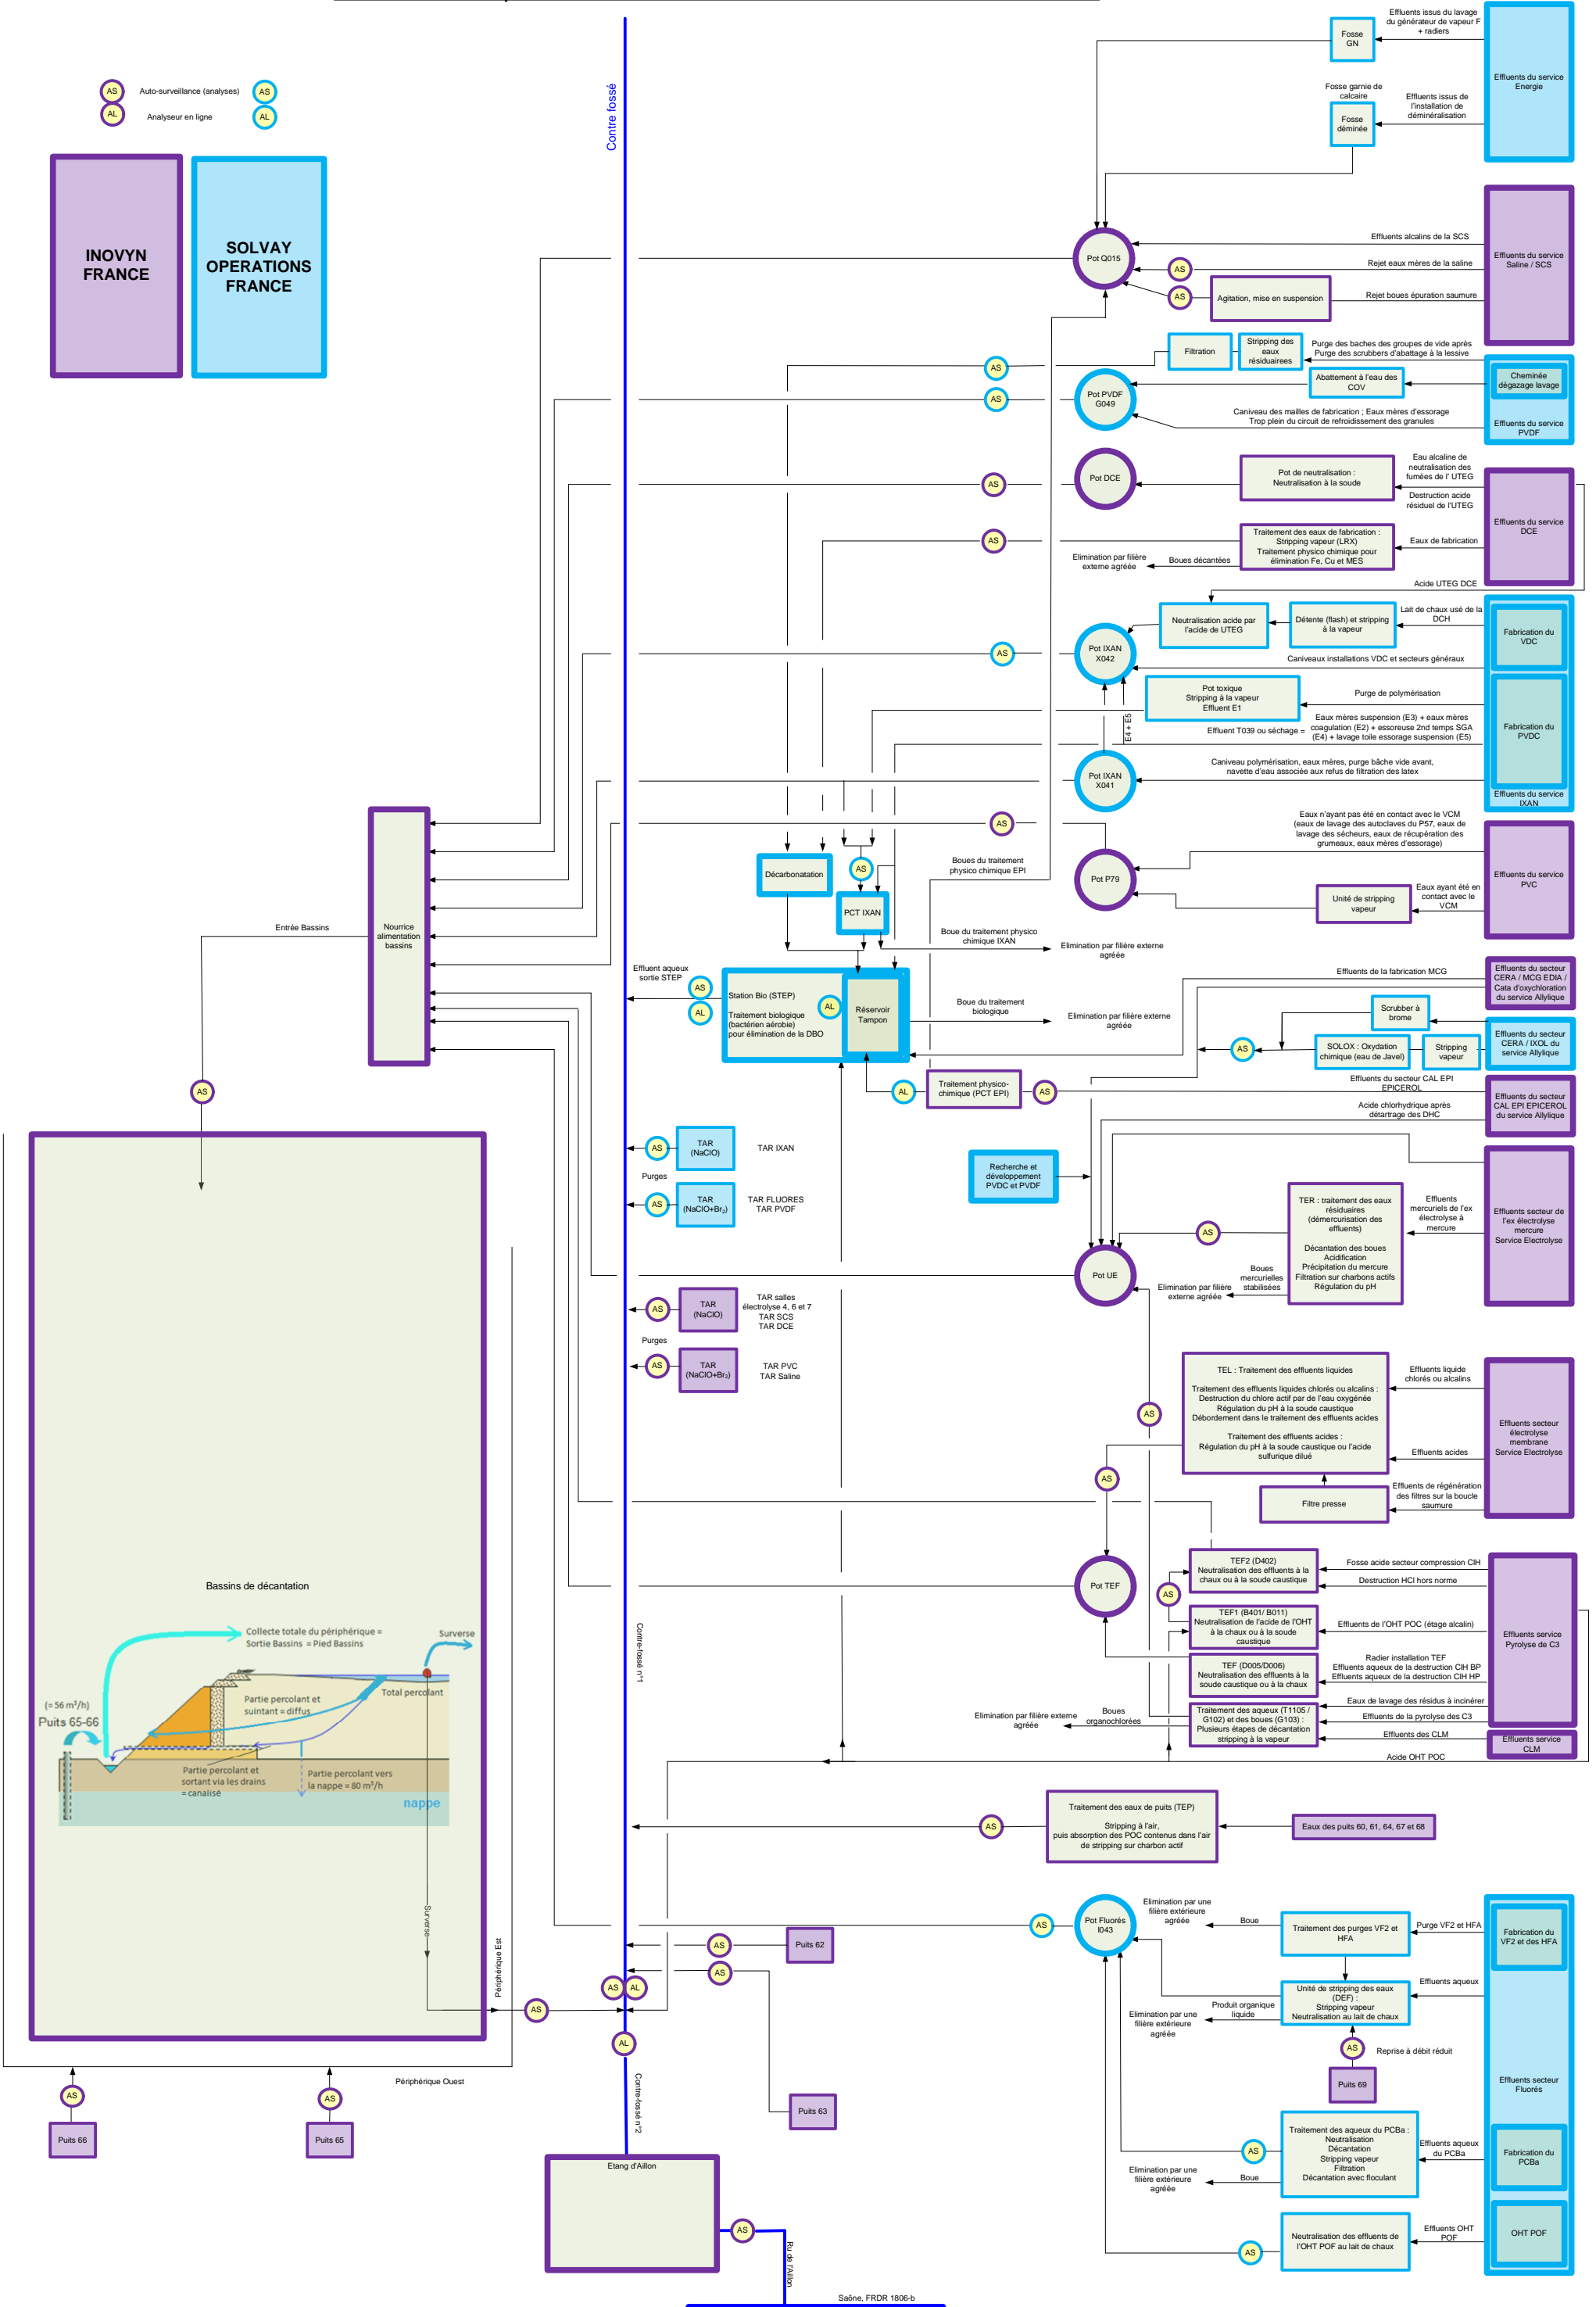 AS
Auto-surveillance (analyses)
AS
AL
Analyseur en ligne
AL
INOVYN
FRANCE
SOLVAY
OPERATIONS
FRANCE
Contre fossé
Effluents issus du lavage
du générateur de vapeur F
+ radiers
Fosse
GN
Effluents du service
Energie
Fosse garnie de
calcaire
Effluents issus de
l'installation de
déminéralisation
Fosse
déminée
Pot Q015
Effluents alcalins de la SCS
Rejet eaux mères de la saline
AS
AS
Agitation, mise en suspension
Rejet boues épuration saumure
Effluents du service
Saline / SCS
Filtration
Stripping des
eaux
résiduairees
Purge des baches des groupes de vide après
Purge des scrubbers d'abattage à la lessive
AS
AS
Pot PVDF
G049
Abattement à l'eau des
COV
Cheminée
dégazage lavage
Caniveau des mailles de fabrication ; Eaux mères d'essorage
Trop plein du circuit de refroidissement des granules
Effluents du service
PVDF
AS
Pot DCE
Pot de neutralisation :
Neutralisation à la soude
Eau alcaline de
neutralisation des
fumées de l' UTEG
Destruction acide
résiduel de l'UTEG
Effluents du service
DCE
AS
Traitement des eaux de fabrication :
Stripping vapeur (LRX)
Traitement physico chimique pour
élimination Fe, Cu et MES
Eaux de fabrication
Elimination par filière
externe agréée
Boues décantées
Acide UTEG DCE
AS
Pot IXAN
X042
Neutralisation acide par
l'acide de UTEG
Détente (flash) et stripping
à la vapeur
Lait de chaux usé de la
DCH
Fabrication du
VDC
Caniveaux installations VDC et secteurs généraux
Pot toxique
Stripping à la vapeur
Effluent E1
Purge de polymérisation
E4 + E5
Effluent T039 ou séchage =
Eaux mères suspension (E3) + eaux mères
coagulation (E2) + essoreuse 2nd temps SGA
(E4) + lavage toile essorage suspension (E5)
Fabrication du
PVDC
Pot IXAN
X041
Caniveau polymérisation, eaux mères, purge bâche vide avant,
navette d'eau associée aux refus de filtration des latex
Effluents du service
IXAN
AS
Eaux n'ayant pas été en contact avec le VCM
(eaux de lavage des autoclaves du P57, eaux de
lavage des sécheurs, eaux de récupération des
grumeaux, eaux mères d'essorage)
Pot P79
Unité de stripping
vapeur
Eaux ayant été en
contact avec le
VCM
Effluents du service
PVC
Décarbonatation
AS
PCT IXAN
Boues du traitement
physico chimique EPI
Boue du traitement physico
chimique IXAN
Elimination par filière externe
agréée
Entrée Bassins
Nourrice
alimentation
bassins
Effluent aqueux
sortie STEP
AS
AL
Station Bio (STEP)
Traitement biologique
(bactérien aérobie)
pour élimination de la DBO
AL
Réservoir
Tampon
Boue du traitement
biologique
Elimination par filière externe
agréée
Effluents de la fabrication MCG
Effluents du secteur
CERA / MCG EDIA /
Cata d'oxychloration
du service Allylique
Scrubber à
brome
AS
SOLOX : Oxydation
chimique (eau de Javel)
Stripping
vapeur
Effluents du secteur
CERA / IXOL du
service Allylique
AL
Traitement physico-
chimique (PCT EPI)
AS
Effluents du secteur CAL EPI
EPICEROL
Effluents du secteur
CAL EPI EPICEROL
du service Allylique
Acide chlorhydrique après
détartrage des DHC
AS
AS
TAR
(NaClO)
TAR IXAN
Purges
AS
TAR
(NaClO+Br₂)
TAR FLUORES
TAR PVDF
Recherche et
développement
PVDC et PVDF
AS
TER : traitement des eaux
résiduaires
(démercurisation des
effluents)
Décantation des boues
Acidification
Précipitation du mercure
Filtration sur charbons actifs
Régulation du pH
Effluents
mercuriels de l'ex
électrolyse à
mercure
Effluents secteur de
l'ex électrolyse
mercure
Service Electrolyse
Pot UE
Boues
mercurielles
stabilisées
Elimination par filière
externe agréée
AS
TAR
(NaClO)
TAR salles
électrolyse 4, 6 et 7
TAR SCS
TAR DCE
Purges
AS
TAR
(NaClO+Br₂)
TAR PVC
TAR Saline
AS
AS
TEL : Traitement des effluents liquides
Traitement des effluents liquides chlorés ou alcalins :
Destruction du chlore actif par de l'eau oxygénée
Régulation du pH à la soude caustique
Débordement dans le traitement des effluents acides
Traitement des effluents acides :
Régulation du pH à la soude caustique ou l'acide
sulfurique dilué
Effluents liquide
chlorés ou alcalins
Effluents acides
Effluents secteur
électrolyse
membrane
Service Electrolyse
Filtre presse
Effluents de régénération
des filtres sur la boucle
saumure
Pot TEF
AS
TEF2 (D402)
Neutralisation des effluents à la
chaux ou à la soude caustique
Fosse acide secteur compression ClH
Destruction HCl hors norme
TEF1 (B401/ B011)
Neutralisation de l'acide de l'OHT
à la chaux ou à la soude
caustique
Effluents de l'OHT POC (étage alcalin)
Effluents service
Pyrolyse de C3
TEF (D005/D006)
Neutralisation des effluents à la
soude caustique ou à la chaux
Radier installation TEF
Effluents aqueux de la destruction ClH BP
Effluents aqueux de la destruction ClH HP
Traitement des aqueux (T1105 /
G102) et des boues (G103) :
Plusieurs étapes de décantation
stripping à la vapeur
Eaux de lavage des résidus à incinérer
Effluents de la pyrolyse des C3
Effluents des CLM
Effluents service
CLM
Elimination par filière externe
agréée
Boues
organochlorées
Acide OHT POC
Contre-fossé n°1
Bassins de décantation
Collecte totale du périphérique =
Sortie Bassins = Pied Bassins
Surverse
(= 56 m³/h)
Puits 65-66
Partie percolant et
suintant = diffus
Total percolant
Partie percolant et
sortant via les drains
= canalisé
Partie percolant vers
la nappe = 80 m³/h
nappe
Surverse
AS
Traitement des eaux de puits (TEP)
Stripping à l'air,
puis absorption des POC contenus dans l'air
de stripping sur charbon actif
Eaux des puits 60, 61, 64, 67 et 68
AS
Pot Fluorés
I043
Elimination par une
filière extérieure
agréée
Boue
Traitement des purges VF2 et
HFA
Purge VF2 et HFA
Fabrication du
VF2 et des HFA
AS
Puits 62
AS
AS
AL
Périphérique Est
AS
AL
Produit organique
liquide
Elimination par une
filière extérieure
agréée
Unité de stripping des eaux
(DEF) :
Stripping vapeur
Neutralisation au lait de chaux
Effluents aqueux
AS
Reprise à débit réduit
Puits 69
Effluents secteur
Fluorés
Périphérique Ouest
AS
Puits 66
AS
Puits 65
Contre-fossé n°2
Puits 63
AS
Traitement des aqueux du PCBa :
Neutralisation
Décantation
Stripping vapeur
Filtration
Décantation avec floculant
Effluents aqueux
du PCBa
Fabrication du
PCBa
Elimination par une
filière extérieure
agréée
Boue
Etang d'Aillon
AS
Ru de l'Aillon
AS
Neutralisation des effluents de
l'OHT POF au lait de chaux
Effluents OHT
POF
OHT POF
Saône, FRDR 1806-b